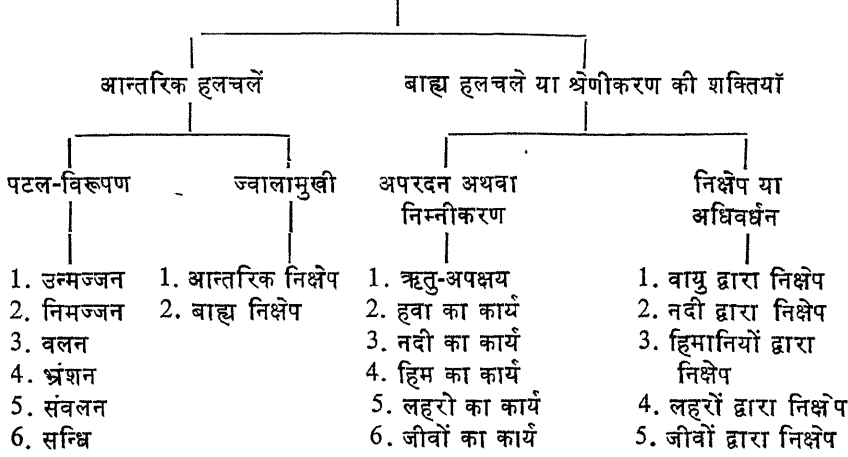 आन्तरिक हलचलें
बाह्य हलचले या श्रेणीकरण की शक्तियाँ
पटल-विरूपण
ज्वालामुखी
अपरदन अथवा
निम्नीकरण
निक्षेप या
अधिवर्धन
1. उन्मज्जन
2. निमज्जन
3. वलन
4. भ्रंशन
5. संवलन
6. सन्धि
1. आन्तरिक निक्षेप
2. बाह्य निक्षेप
1. ऋतु-अपक्षय
2. हवा का कार्य
3. नदी का कार्य
4. हिम का कार्य
5. लहरो का कार्य
6. जीवों का कार्य
1. वायु द्वारा निक्षेप
2. नदी द्वारा निक्षेप
3. हिमानियों द्वारा
निक्षेप
4. लहरों द्वारा निक्षेप
5. जीवों द्वारा निक्षेप